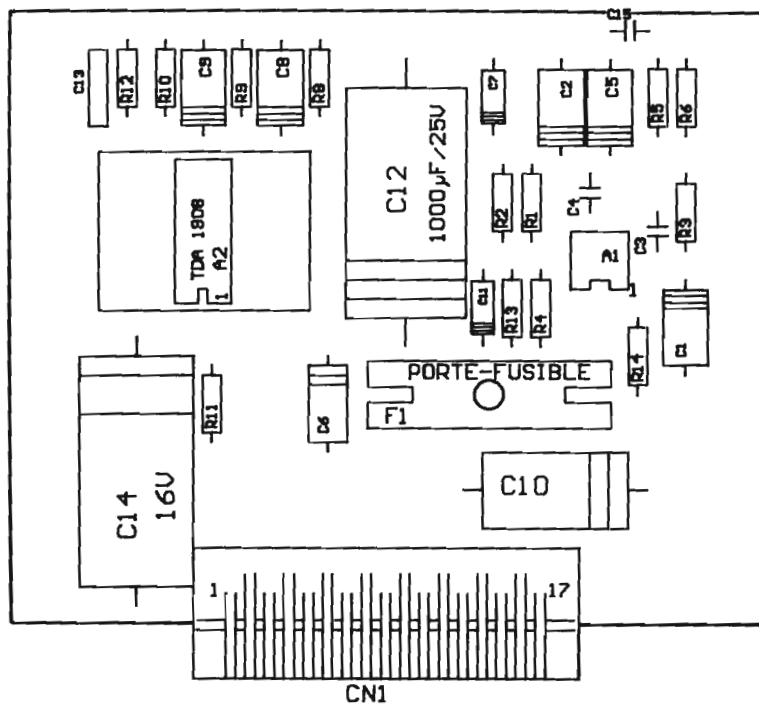 C15
C13
R12
R10
C9
R9
C8
R8
C12
1000µF/25V
C7
C2
C5
R5
R6
TDA 1908
A2
1
R2
R1
C4
C3
R3
A1
1
C11
R13
R4
R14
C1
PORTE-FUSIBLE
F1
R11
C6
C14
16V
C10
1
17
CN1